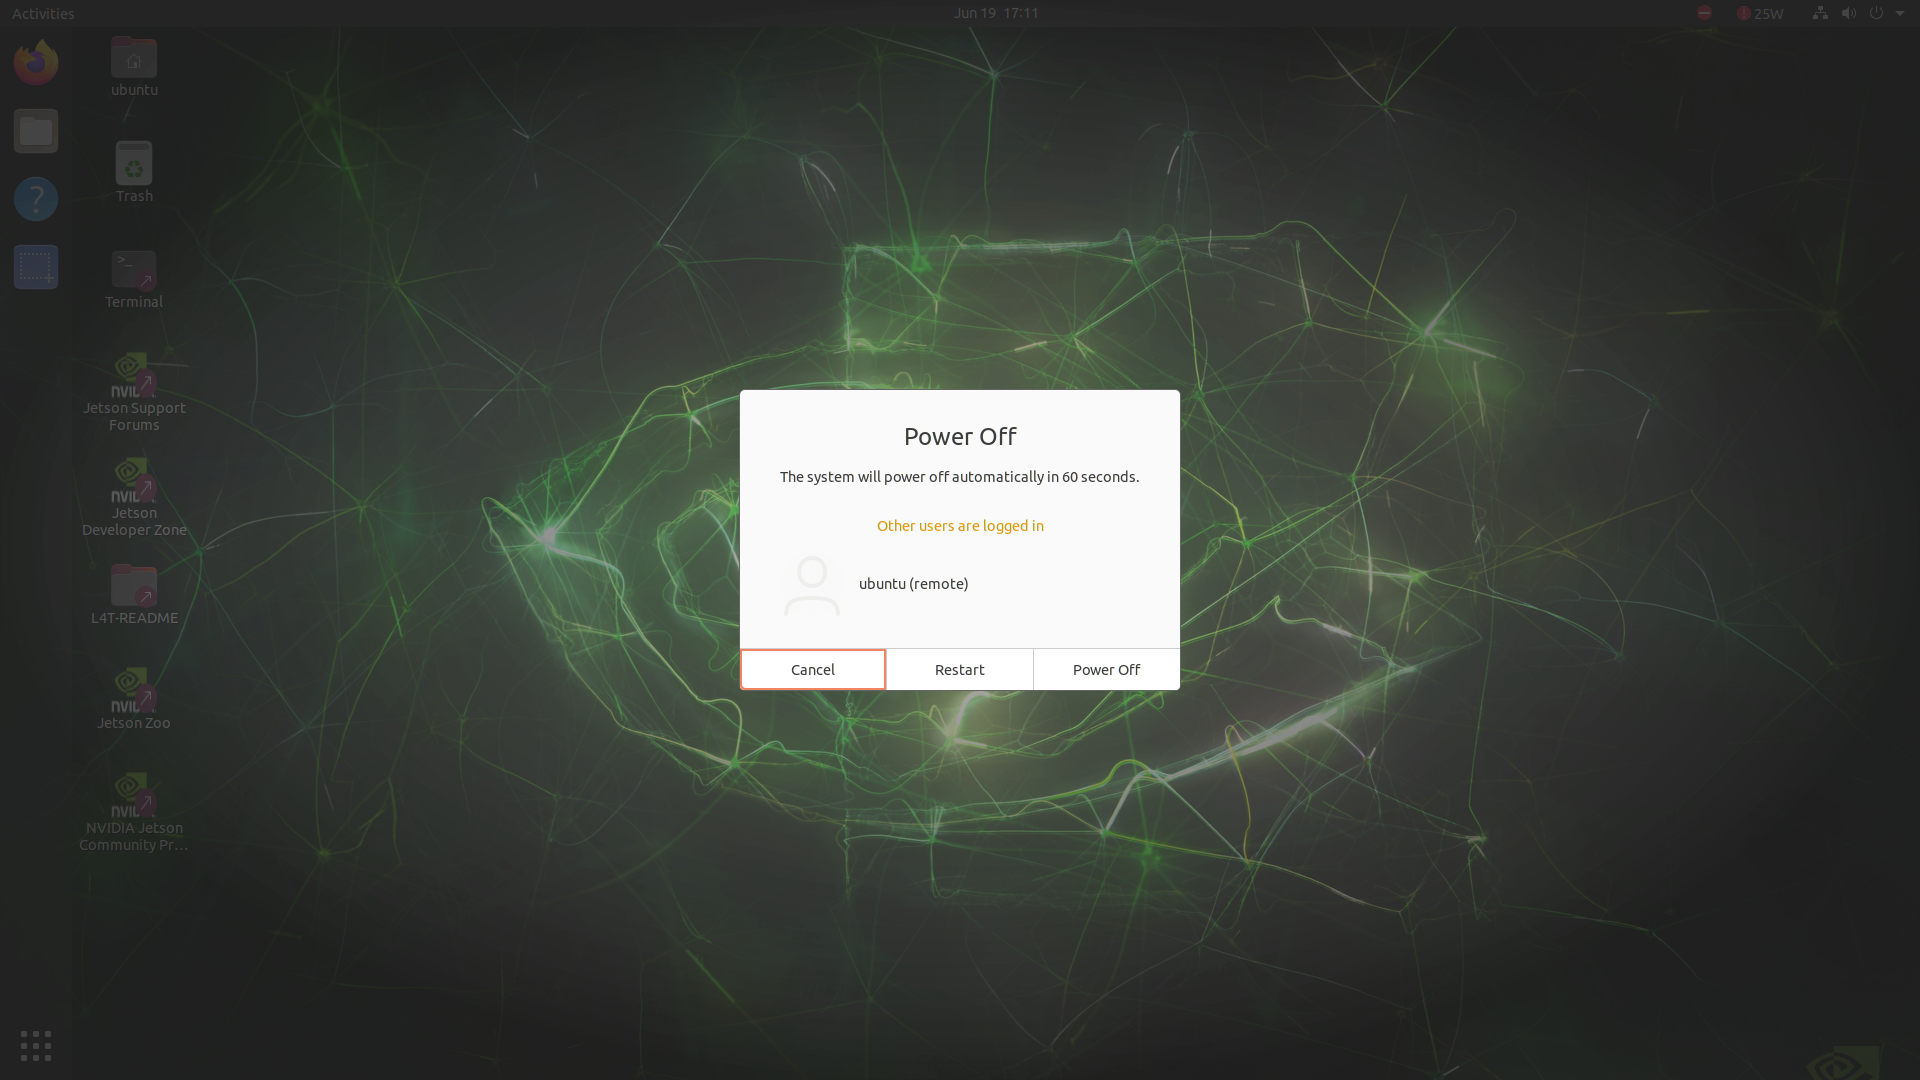 Activities
Jun 19 17:11
25W
ubuntu
Trash
>_
Terminal
Jetson Support
Forums
Jetson
Developer Zone
L4T-README
Jetson Zoo
NVIDIA Jetson
Community Pr...
Power Off
The system will power off automatically in 60 seconds.
Other users are logged in
ubuntu (remote)
Cancel
Restart
Power Off